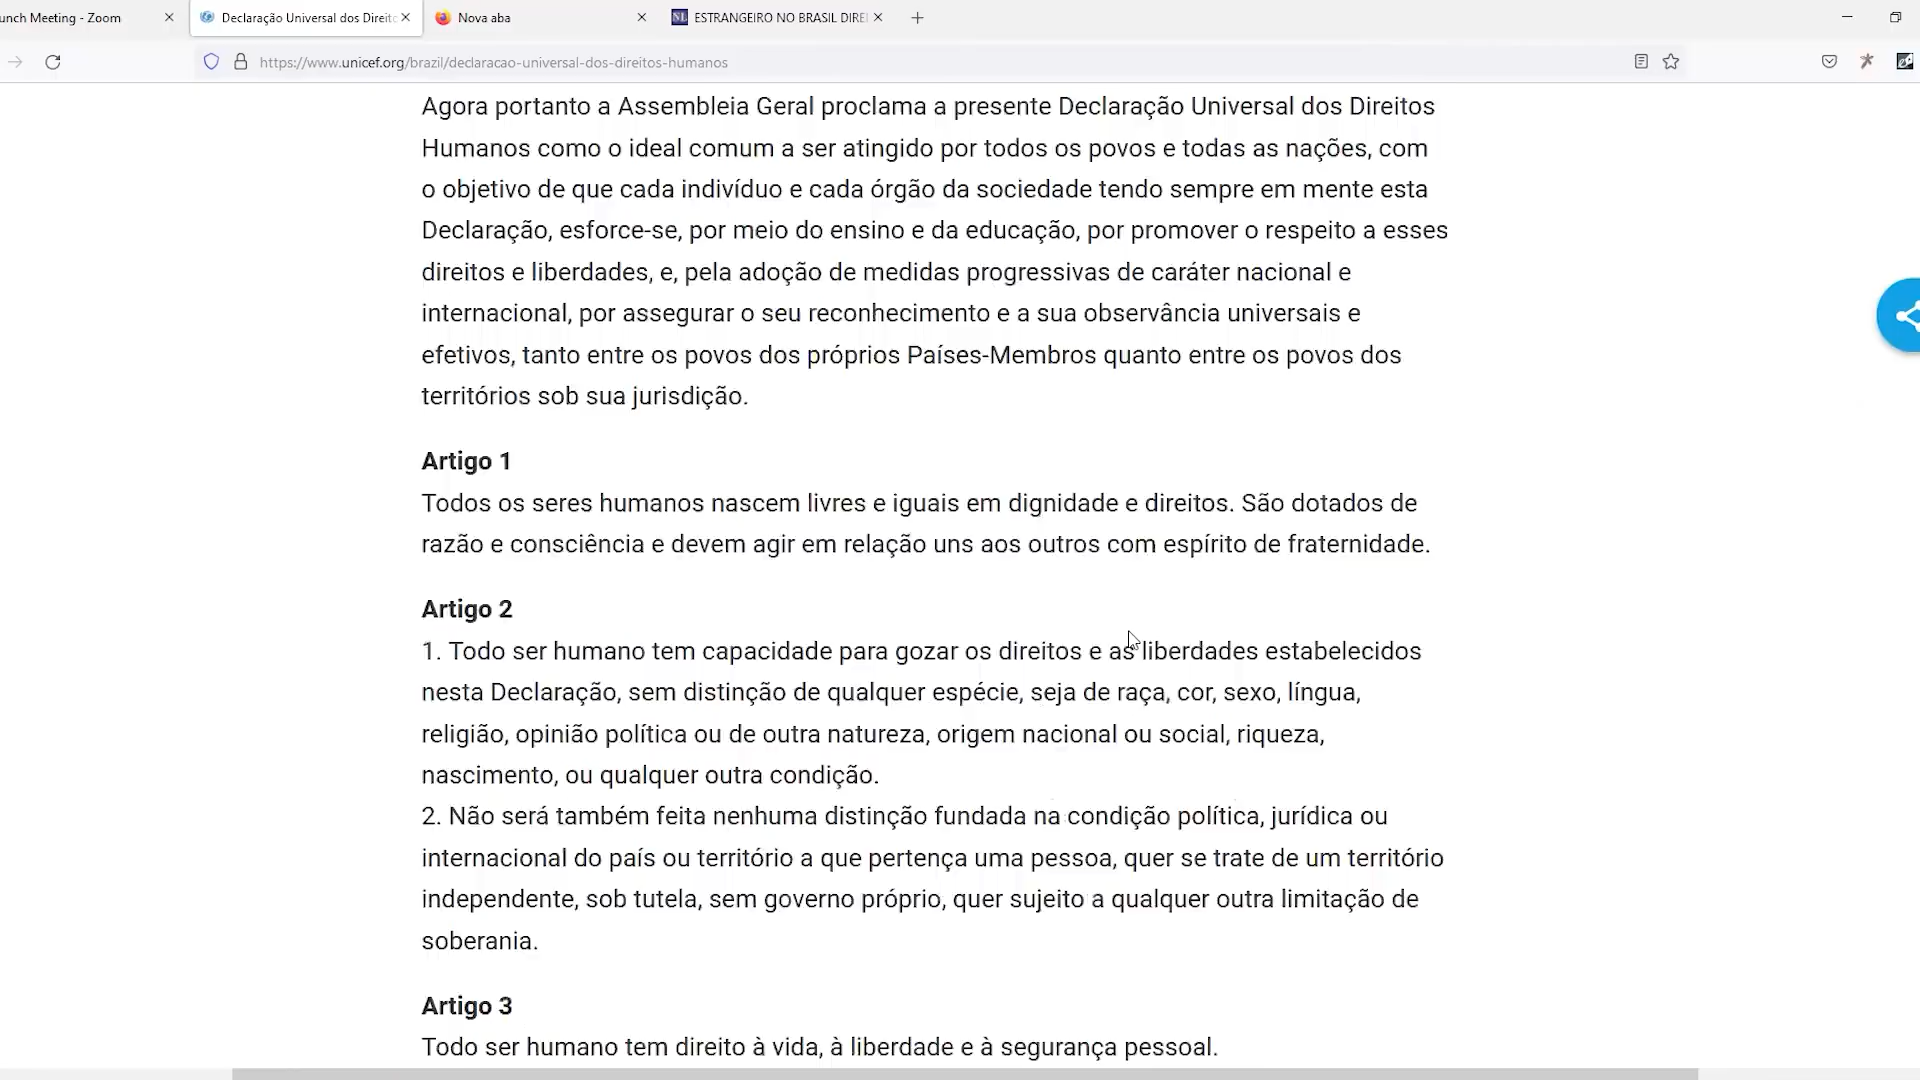 unch Meeting - Zoom
Declaração Universal dos Direito
Nova aba
NL ESTRANGEIRO NO BRASIL DIRE
https://www.unicef.org/brazil/declaracao-universal-dos-direitos-humanos
Agora portanto a Assembleia Geral proclama a presente Declaração Universal dos Direitos
Humanos como o ideal comum a ser atingido por todos os povos e todas as nações, com
o objetivo de que cada indivíduo e cada órgão da sociedade tendo sempre em mente esta
Declaração, esforce-se, por meio do ensino e da educação, por promover o respeito a esses
direitos e liberdades, e, pela adoção de medidas progressivas de caráter nacional e
internacional, por assegurar o seu reconhecimento e a sua observância universais e
efetivos, tanto entre os povos dos próprios Países-Membros quanto entre os povos dos
territórios sob sua jurisdição.
Artigo 1
Todos os seres humanos nascem livres e iguais em dignidade e direitos. São dotados de
razão e consciência e devem agir em relação uns aos outros com espírito de fraternidade.
Artigo 2
1. Todo ser humano tem capacidade para gozar os direitos e as liberdades estabelecidos
nesta Declaração, sem distinção de qualquer espécie, seja de raça, cor, sexo, língua,
religião, opinião política ou de outra natureza, origem nacional ou social, riqueza,
nascimento, ou qualquer outra condição.
2. Não será também feita nenhuma distinção fundada na condição política, jurídica ou
internacional do país ou território a que pertença uma pessoa, quer se trate de um território
independente, sob tutela, sem governo próprio, quer sujeito a qualquer outra limitação de
soberania.
Artigo 3
Todo ser humano tem direito à vida, à liberdade e à segurança pessoal.